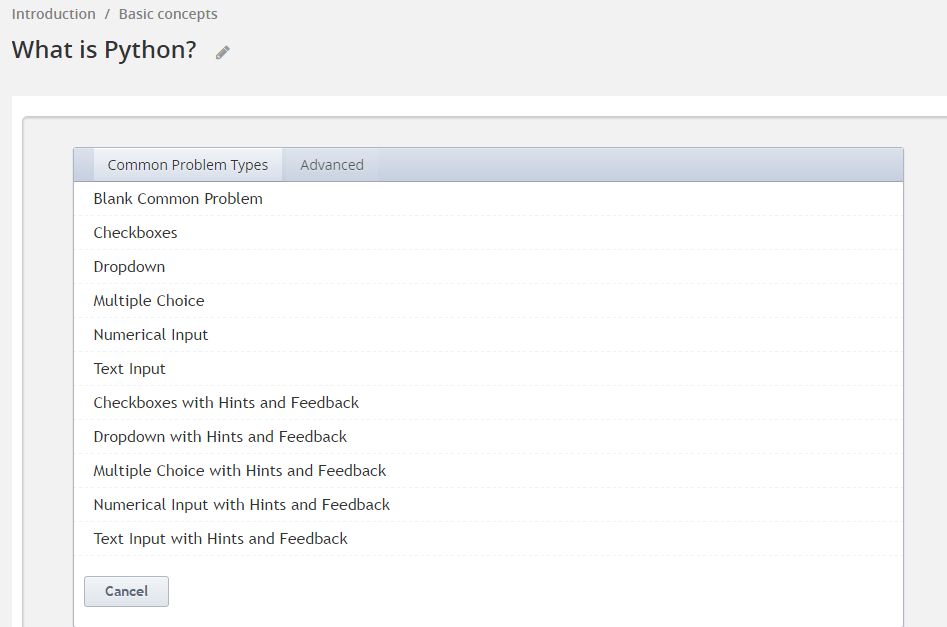 Introduction / Basic concepts
What is Python?
Common Problem Types Advanced
Blank Common Problem
Checkboxes
Dropdown
Multiple Choice
Numerical Input
Text Input
Checkboxes with Hints and Feedback
Dropdown with Hints and Feedback
Multiple Choice with Hints and Feedback
Numerical Input with Hints and Feedback
Text Input with Hints and Feedback
Cancel